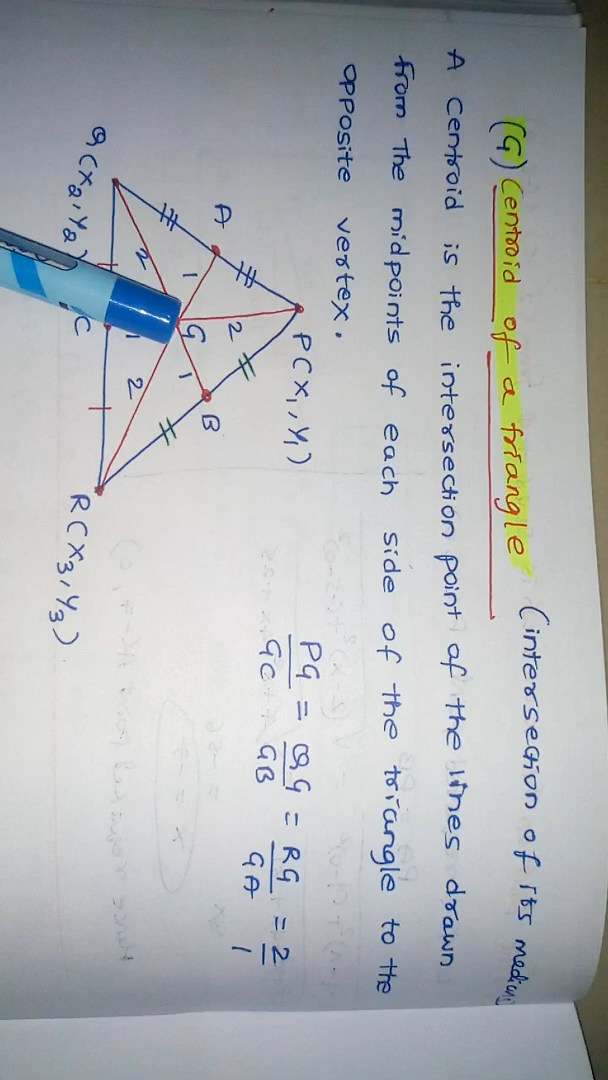 (G) Centroid of a triangle (intersection of its medians)
A centroid is the intersection point of the lines drawn
from The midpoints of each side of the triangle to the
opposite vertex.
P(x₁, y₁)
A
B
2
1
1
G
2
2
1
Q(x₂, y₂)
C
R(x₃, y₃)
PG/GC = QG/GB = RG/GA = 2/1